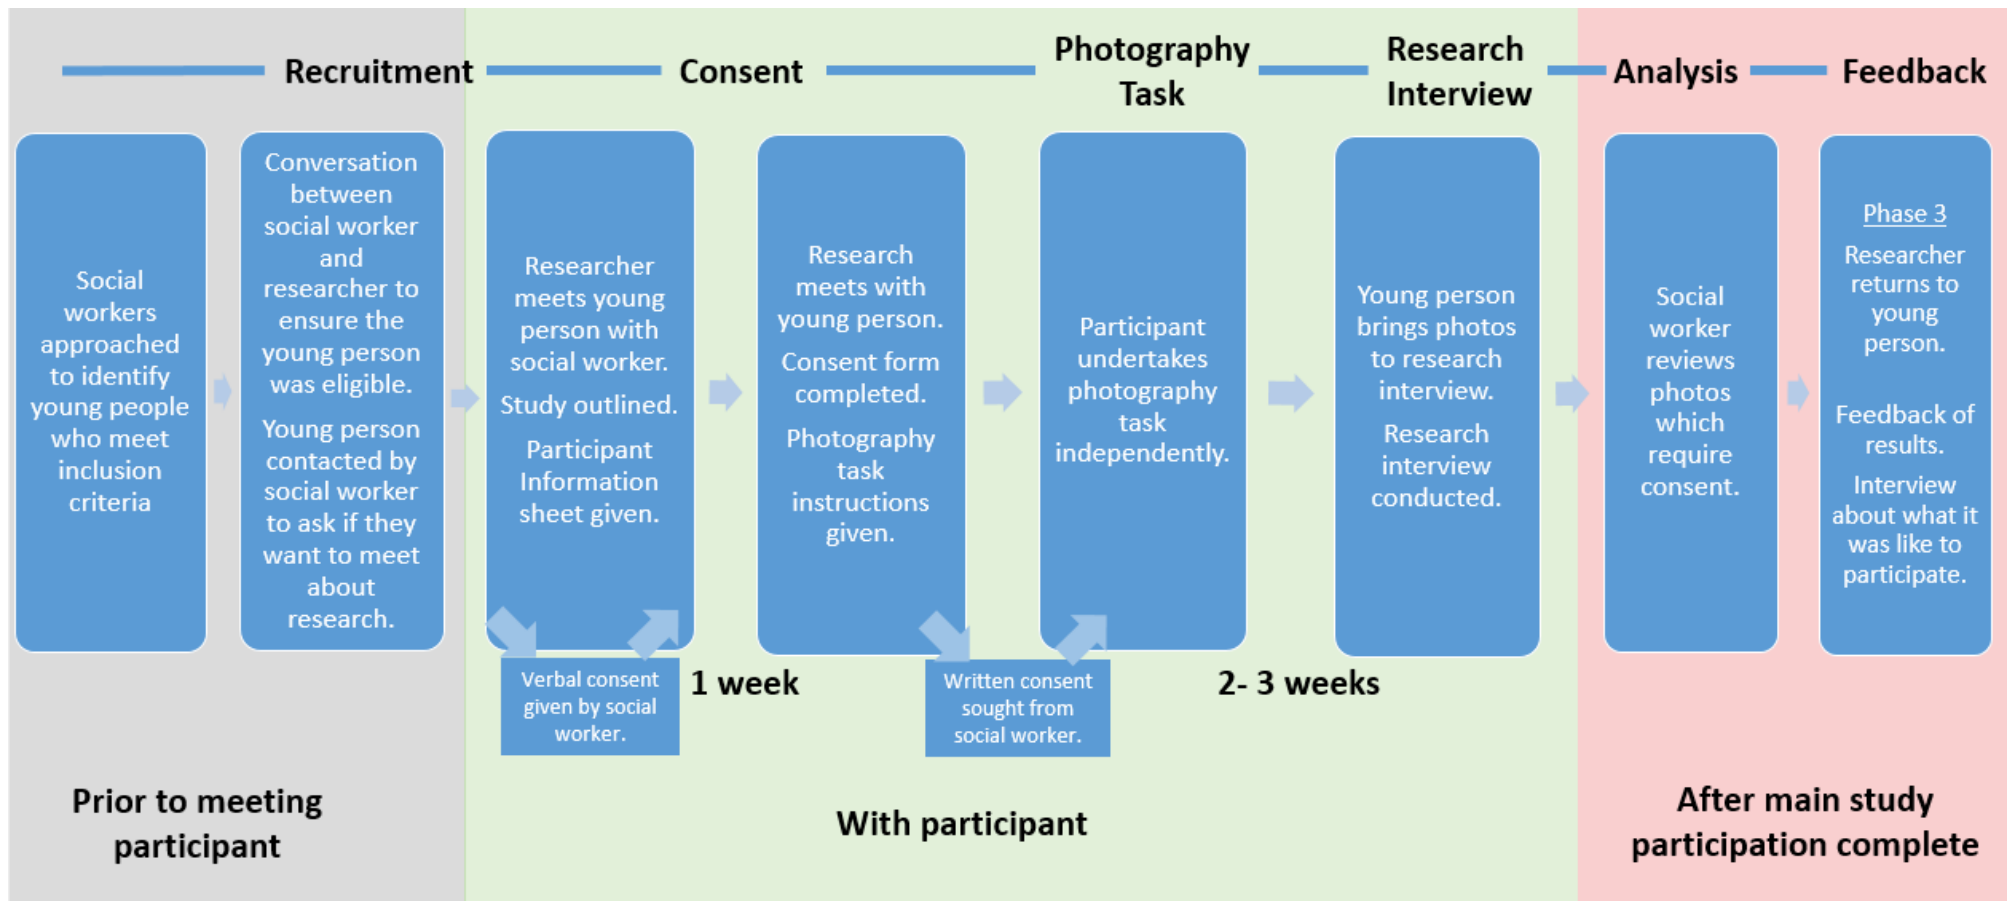 Recruitment
Consent
Photography
Task
Research
Interview
Analysis
Feedback
Social
workers
approached
to identify
young people
who meet
inclusion
criteria
Conversation
between
social worker
and
researcher to
ensure the
young person
was eligible.
Young person
contacted by
social worker
to ask if they
want to meet
about
research.
Researcher
meets young
person with
social worker.
Study outlined.
Participant
Information
sheet given.
Research
meets with
young person.
Consent form
completed.
Photography
task
instructions
given.
Participant
undertakes
photography
task
independently.
Young person
brings photos
to research
interview.
Research
interview
conducted.
Social
worker
reviews
photos
which
require
consent.
Phase 3
Researcher
returns to
young
person.
Feedback of
results.
Interview
about what it
was like to
participate.
Verbal consent
given by social
worker.
1 week
Written consent
sought from
social worker.
2- 3 weeks
Prior to meeting
participant
With participant
After main study
participation complete